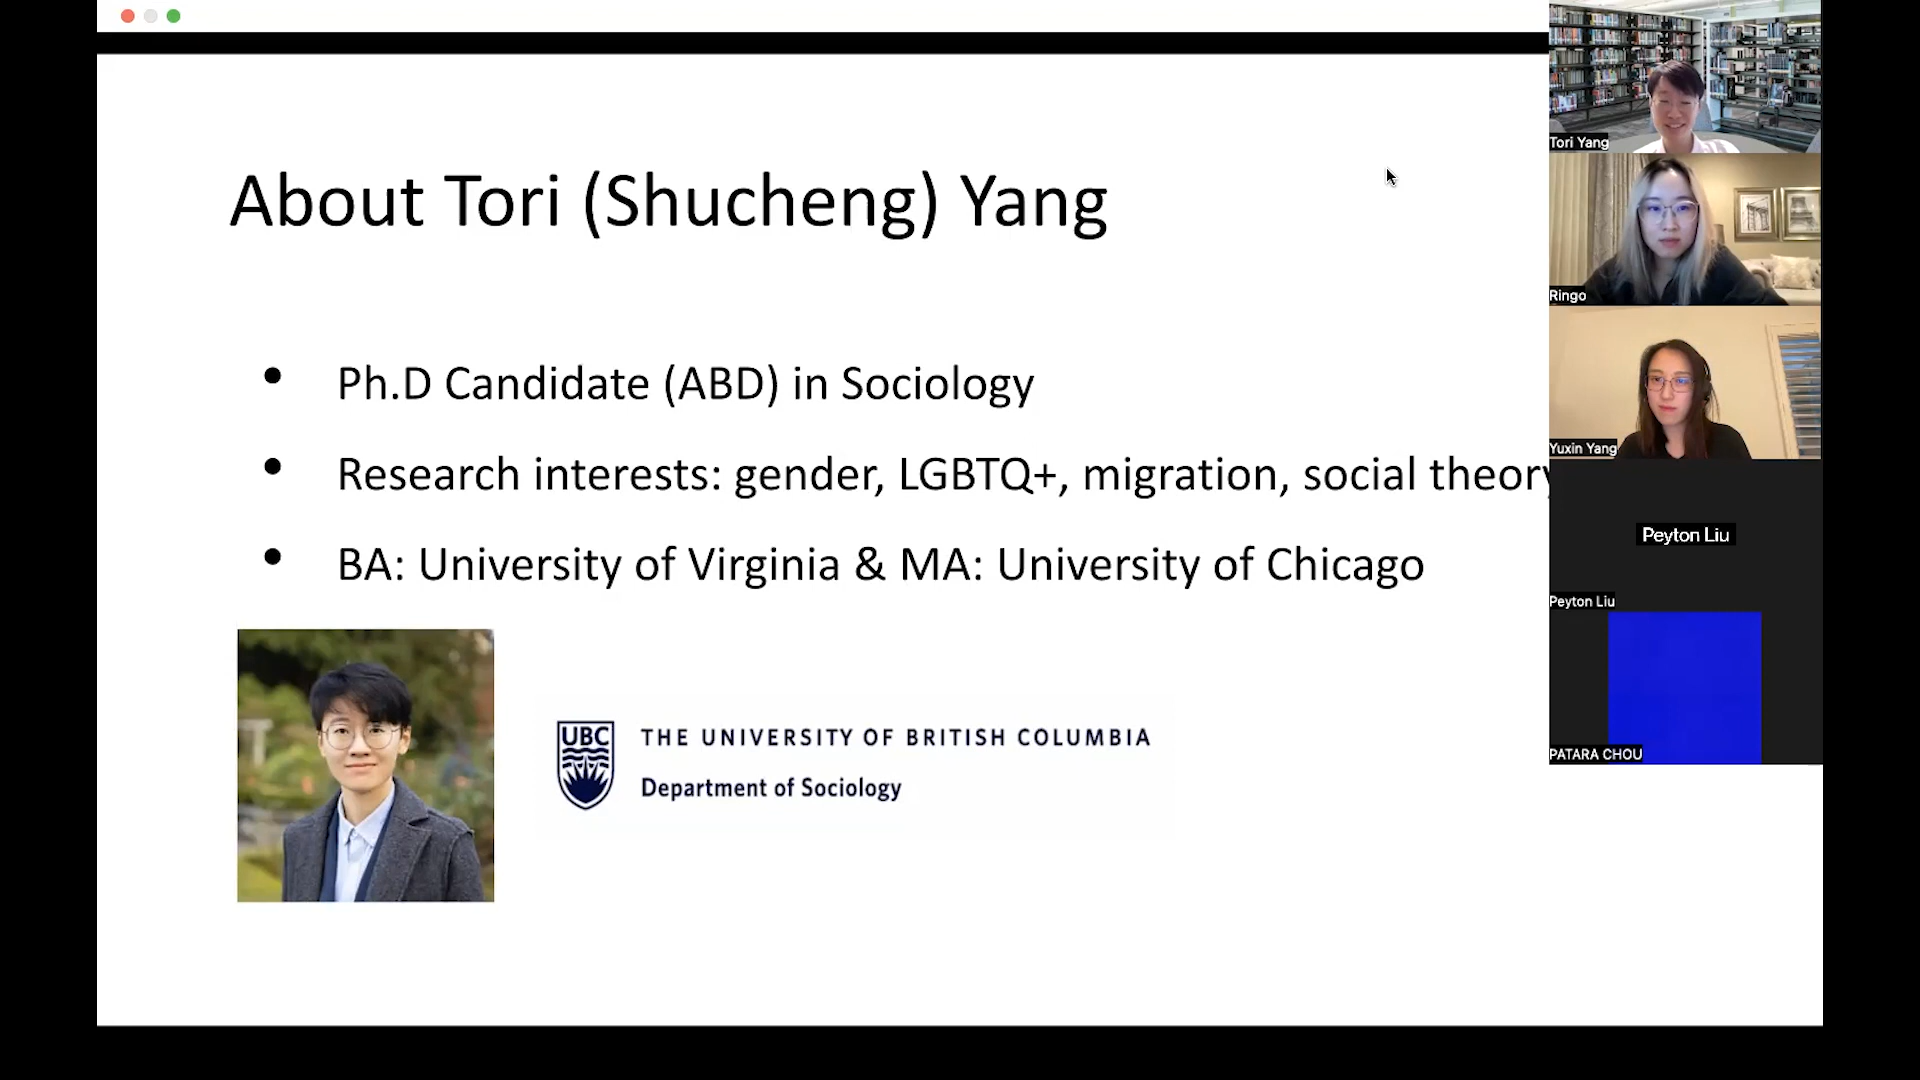 About Tori (Shucheng) Yang
• Ph.D Candidate (ABD) in Sociology
• Research interests: gender, LGBTQ+, migration, social theory
• BA: University of Virginia & MA: University of Chicago
UBC
THE UNIVERSITY OF BRITISH COLUMBIA
Department of Sociology
Tori Yang
Ringo
Yuxin Yang
Peyton Liu
Peyton Liu
PATARA CHOU